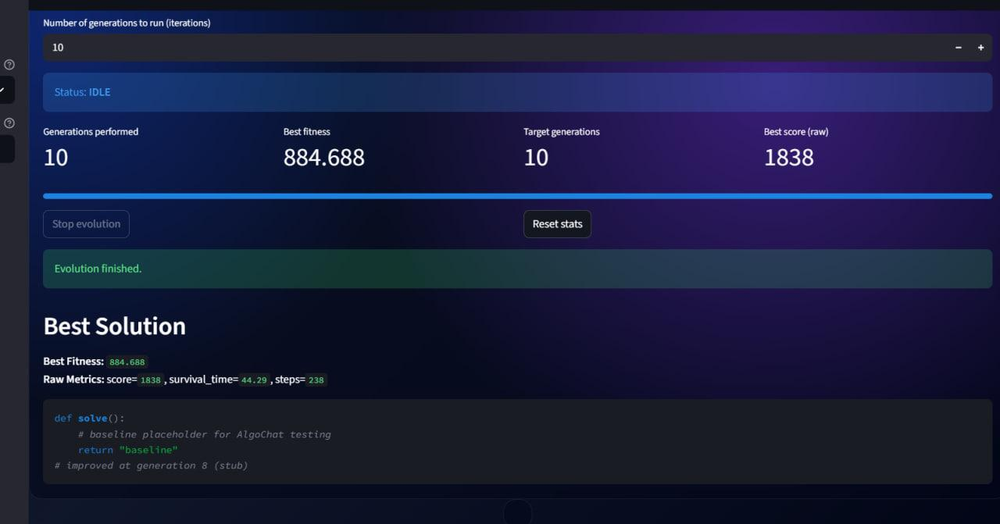 Number of generations to run (iterations)
10
− +
Status: IDLE
Generations performed Best fitness Target generations Best score (raw)
10 884.688 10 1838
Stop evolution Reset stats
Evolution finished.
Best Solution
Best Fitness: 884.688
Raw Metrics: score= 1838 , survival_time= 44.29 , steps= 238
def solve():
    # baseline placeholder for AlgoChat testing
    return "baseline"
# improved at generation 8 (stub)